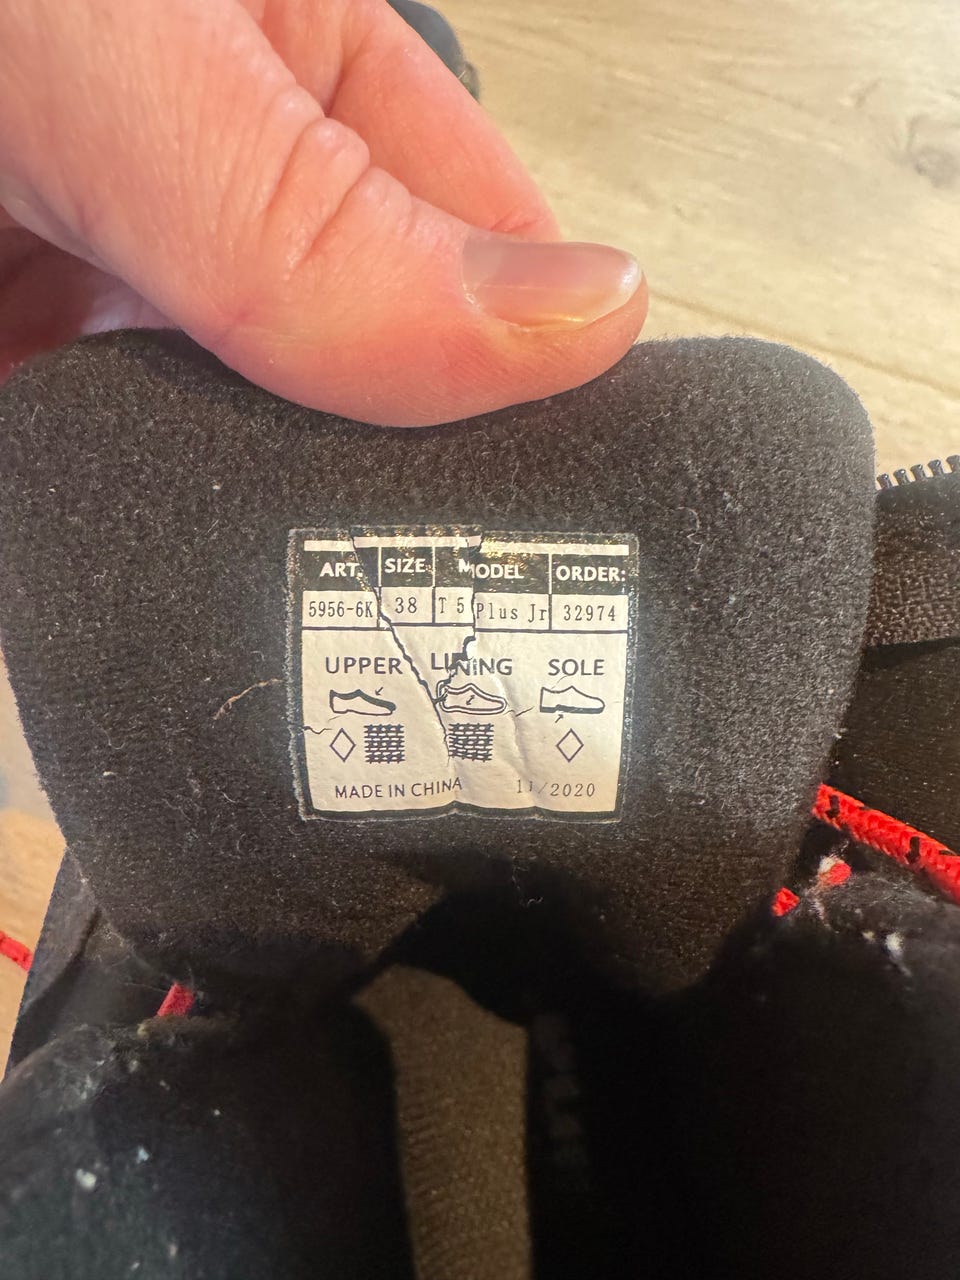 ART. SIZE MODEL ORDER:
5956-6K 38 T 5 Plus Jr 32974
UPPER LINING SOLE
MADE IN CHINA 11/2020